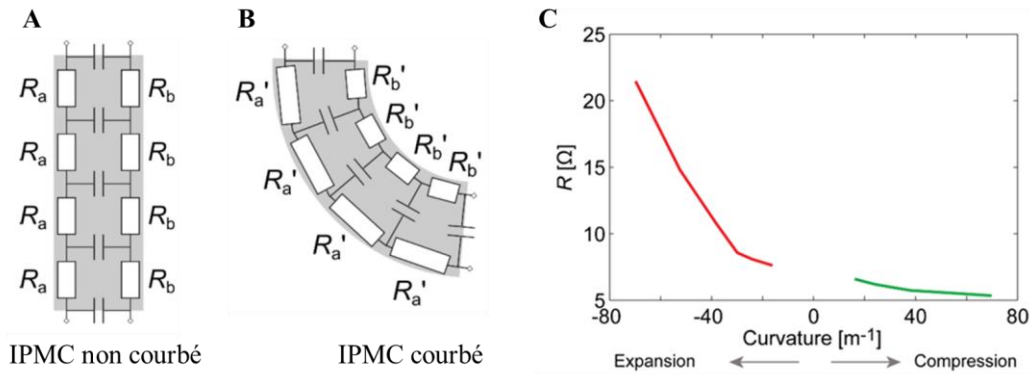 A
Ra
Ra
Ra
Ra
Rb
Rb
Rb
Rb
IPMC non courbé
B
Ra'
Ra'
Ra'
Ra'
Rb'
Rb'
Rb'
Rb'
IPMC courbé
C
25
20
15
10
5
R [Ω]
-80 -40 0 40 80
Curvature [m-1]
Expansion Compression